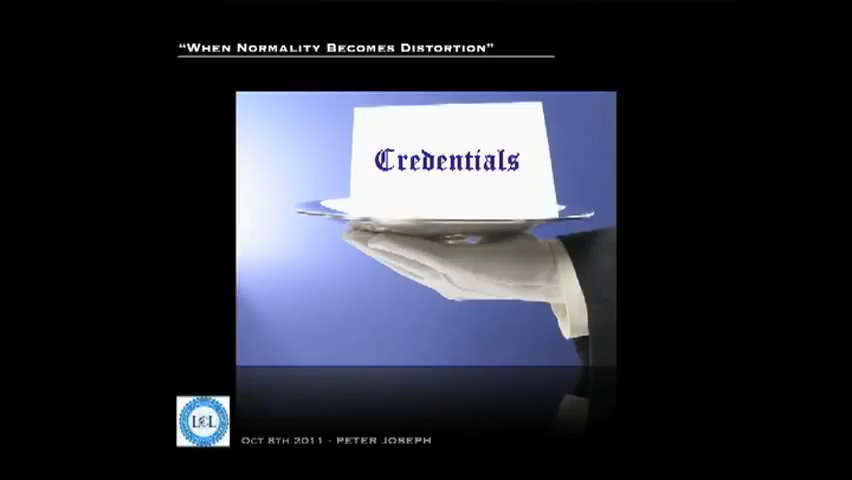 “When Normality Becomes Distortion”
Credentials
L&L
Oct 8th 2011 - Peter Joseph